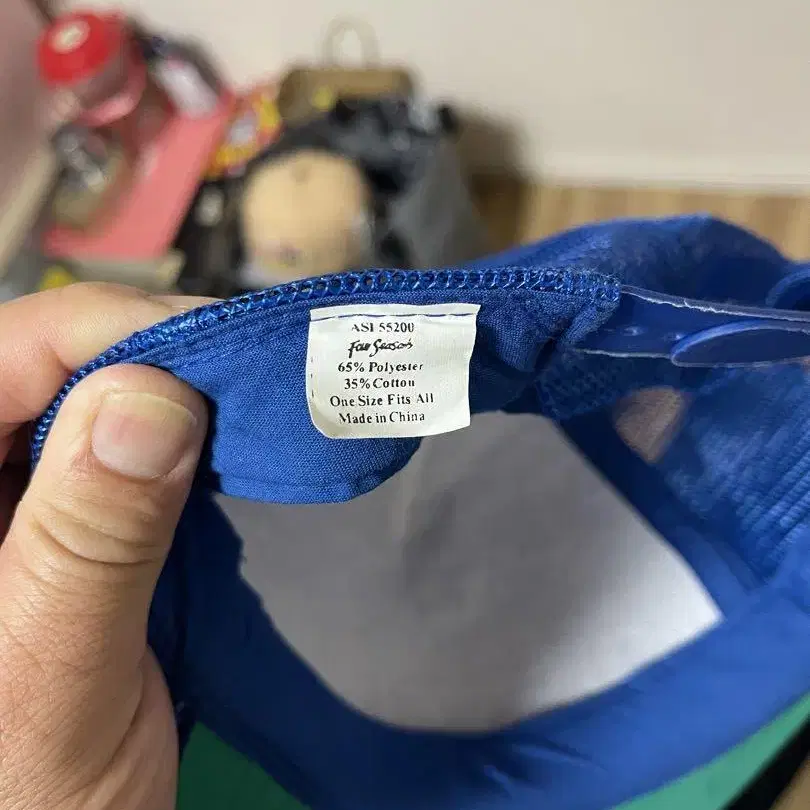 ASI 55200
Four Seasons
65% Polyester
35% Cotton
One Size Fits All
Made in China